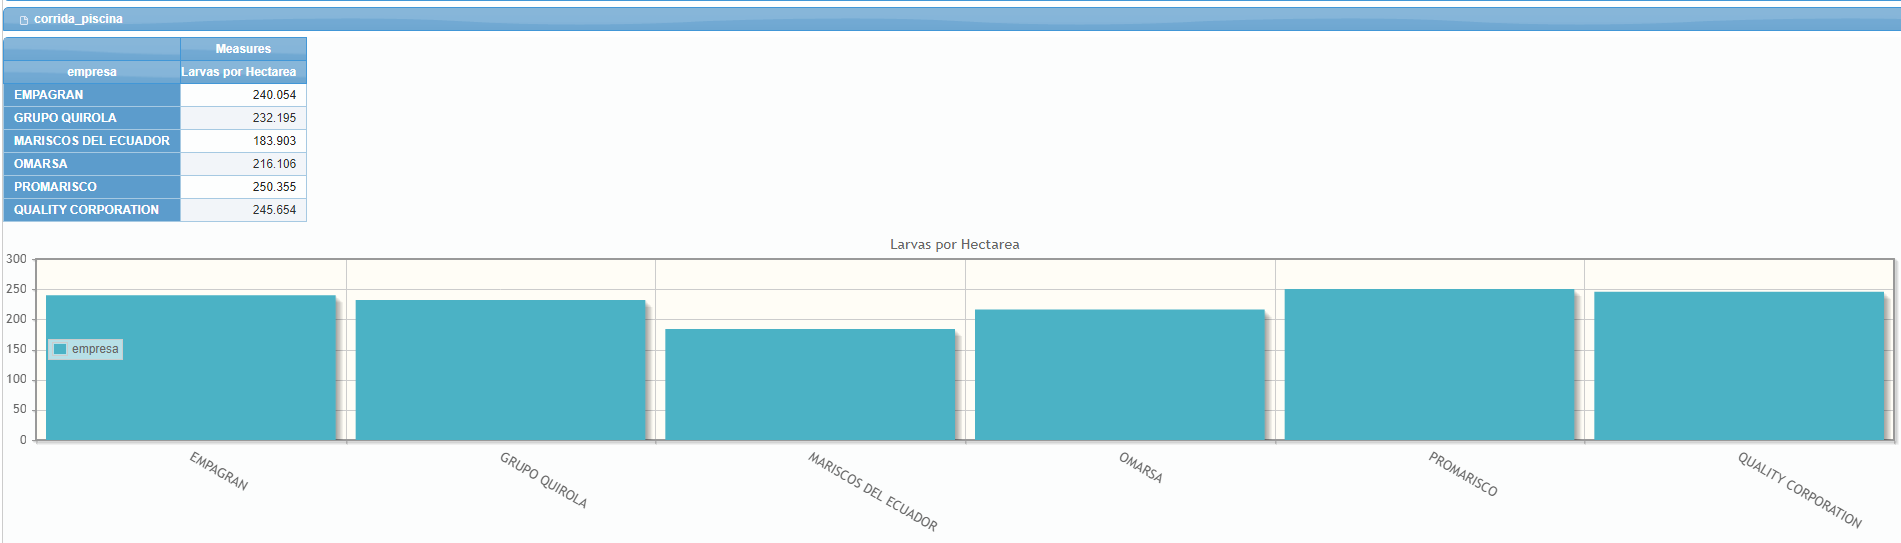 corrida_piscina
Measures
empresa Larvas por Hectarea
EMPAGRAN 240.054
GRUPO QUIROLA 232.195
MARISCOS DEL ECUADOR 183.903
OMARSA 216.106
PROMARISCO 250.355
QUALITY CORPORATION 245.654
Larvas por Hectarea
300
250
200
150
100
50
0
empresa
EMPAGRAN
GRUPO QUIROLA
MARISCOS DEL ECUADOR
OMARSA
PROMARISCO
QUALITY CORPORATION